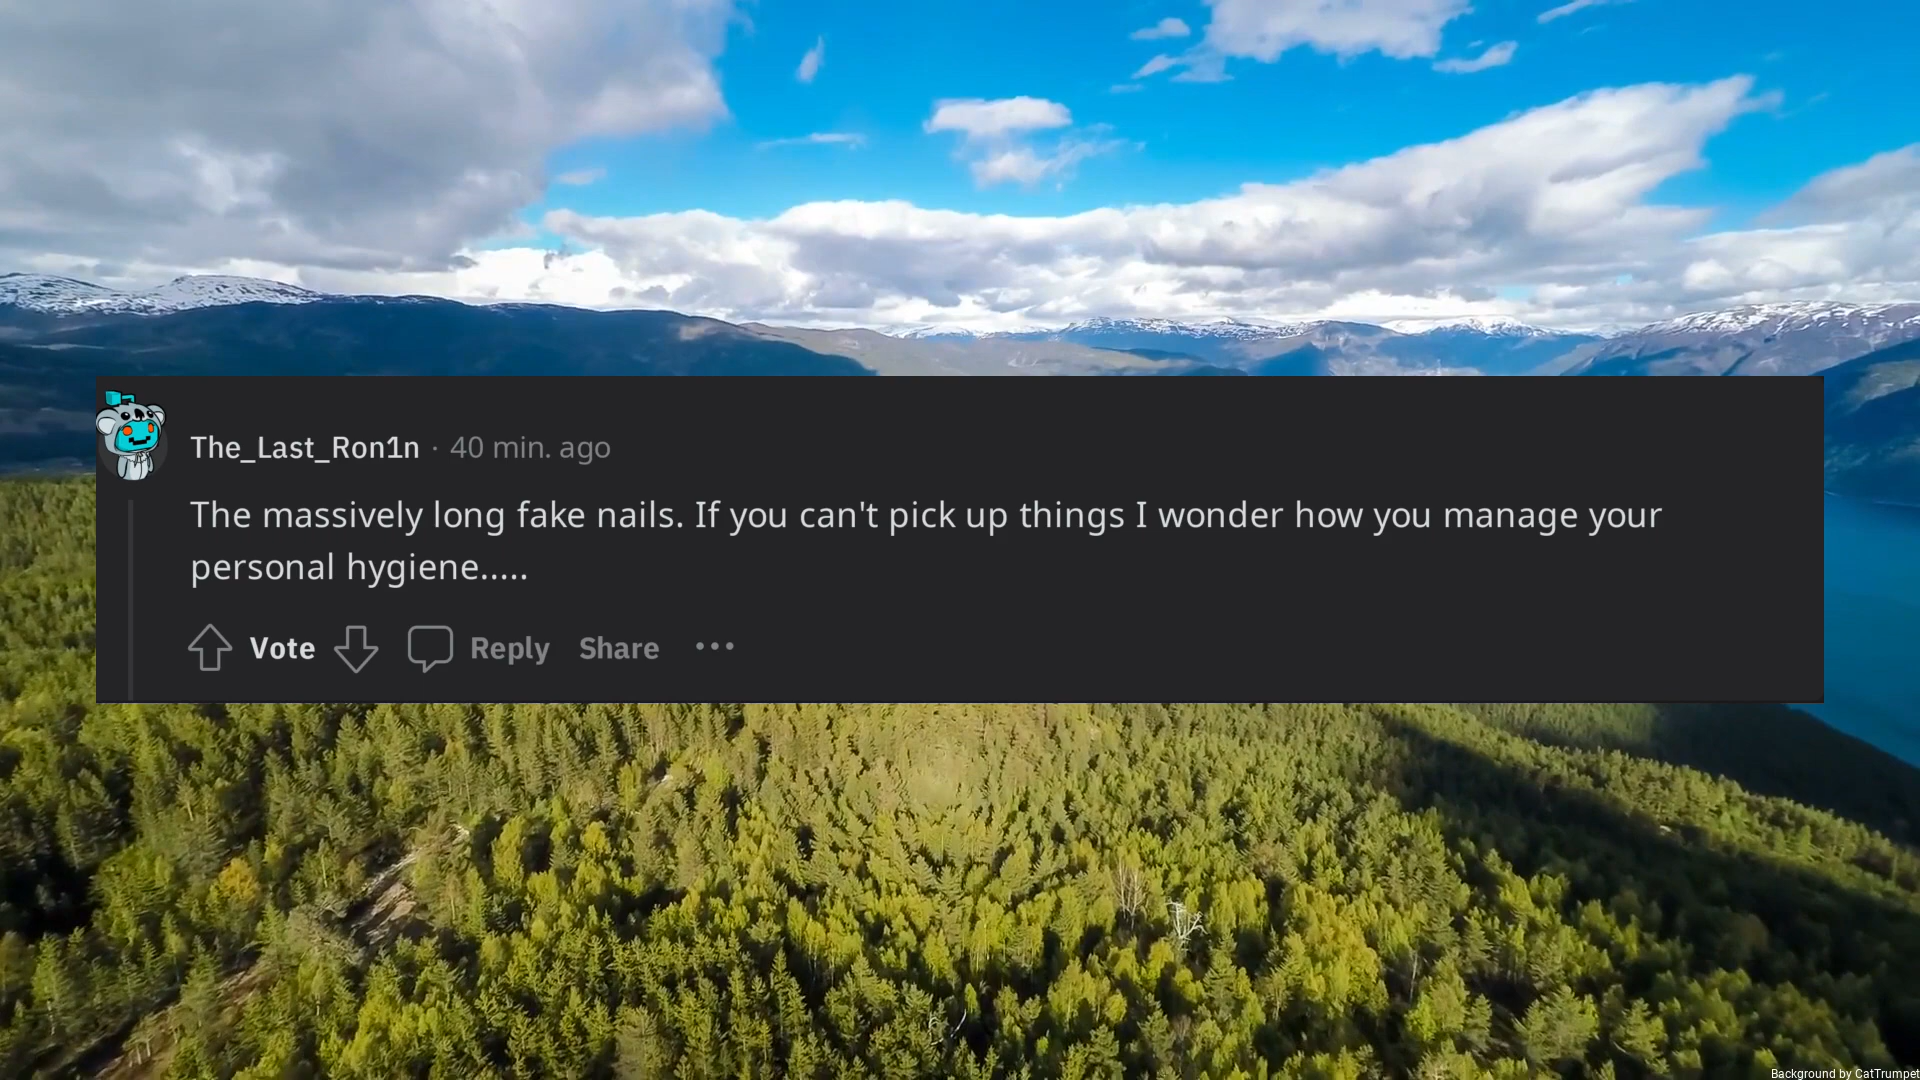 The_Last_Ron1n · 40 min. ago
The massively long fake nails. If you can't pick up things I wonder how you manage your
personal hygiene.....
Vote Reply Share ...
Background by CatTrumpet